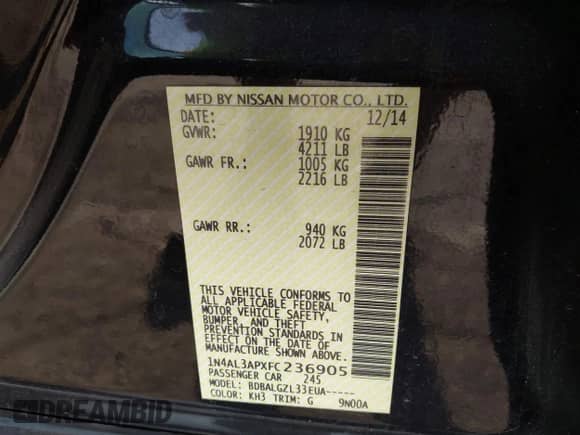 MFD BY NISSAN MOTOR CO., LTD.
DATE: 12/14
GVWR: 1910 KG
4211 LB
GAWR FR.: 1005 KG
2216 LB
GAWR RR.: 940 KG
2072 LB
THIS VEHICLE CONFORMS TO
ALL APPLICABLE FEDERAL
MOTOR VEHICLE SAFETY,
BUMPER, AND THEFT
PREVENTION STANDARDS IN
EFFECT ON THE DATE OF
MANUFACTURE SHOWN ABOVE.
1N4AL3APXFC236905
PASSENGER CAR 245
MODEL: BDBALGZL33EUA-----
COLOR: KH3 TRIM: G 9N00A
DREAMBID